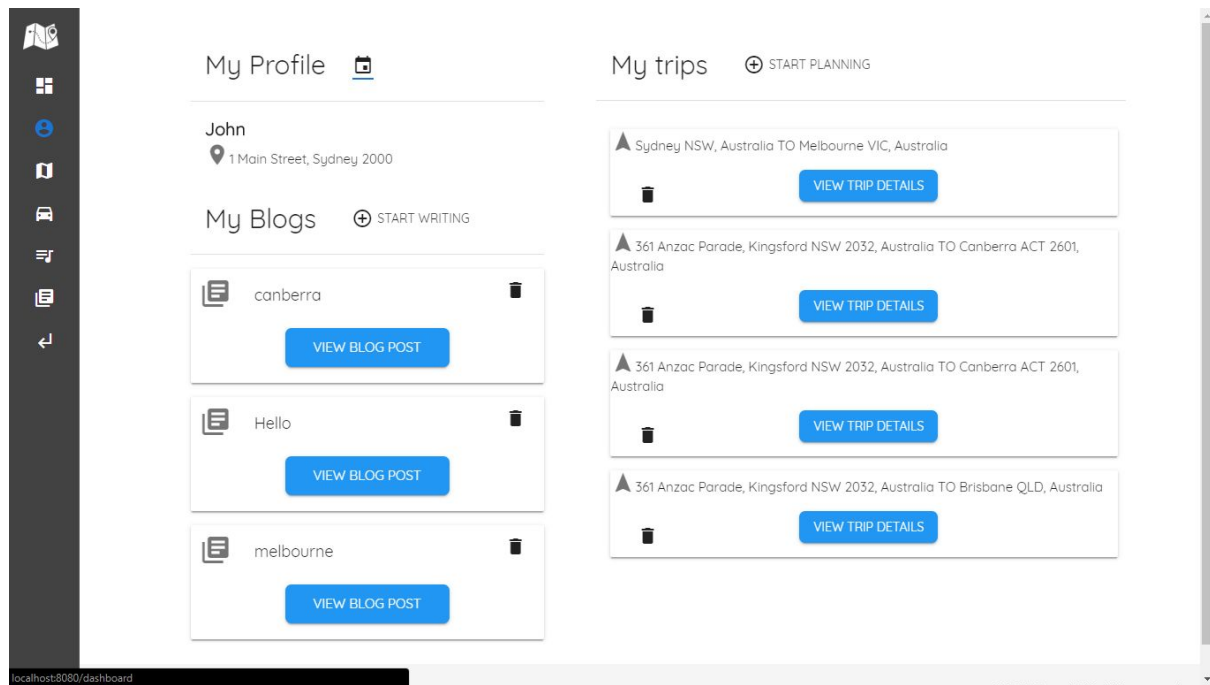 My Profile
John
1 Main Street, Sydney 2000
My Blogs
START WRITING
canberra
VIEW BLOG POST
Hello
VIEW BLOG POST
melbourne
VIEW BLOG POST
My trips
START PLANNING
Sydney NSW, Australia TO Melbourne VIC, Australia
VIEW TRIP DETAILS
361 Anzac Parade, Kingsford NSW 2032, Australia TO Canberra ACT 2601,
Australia
VIEW TRIP DETAILS
361 Anzac Parade, Kingsford NSW 2032, Australia TO Canberra ACT 2601,
Australia
VIEW TRIP DETAILS
361 Anzac Parade, Kingsford NSW 2032, Australia TO Brisbane QLD, Australia
VIEW TRIP DETAILS
localhost:8080/dashboard